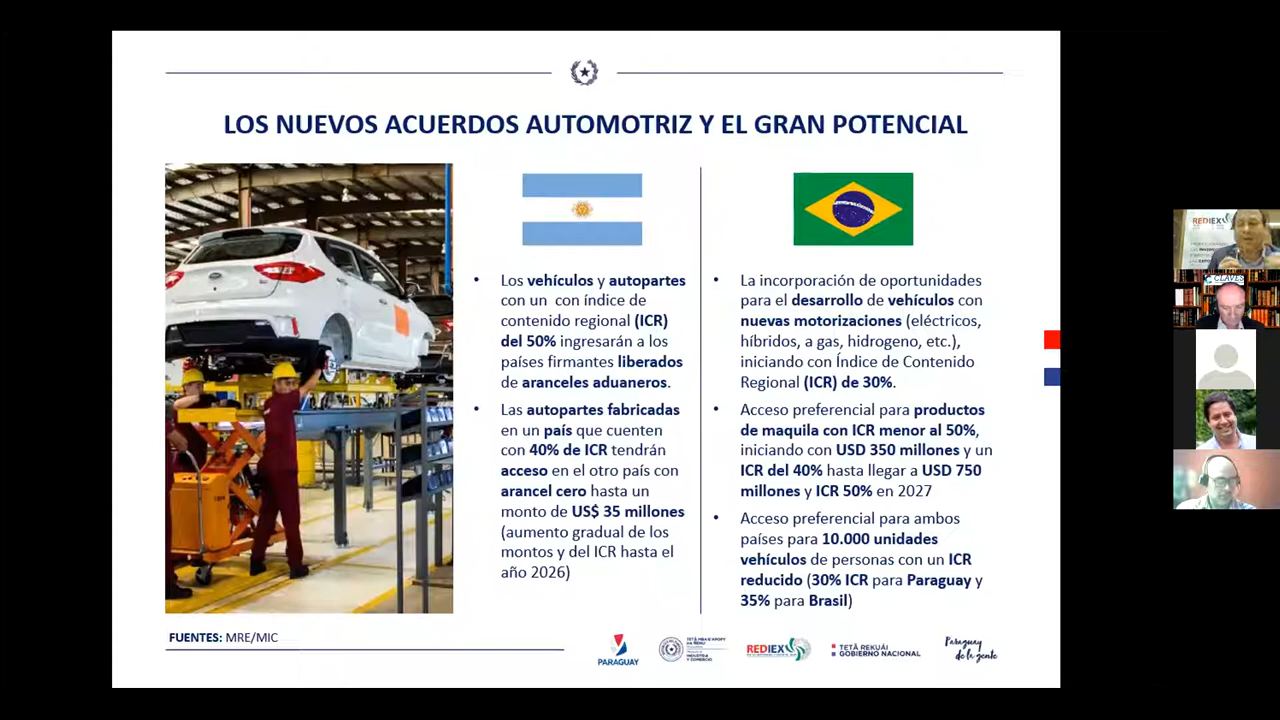 LOS NUEVOS ACUERDOS AUTOMOTRIZ Y EL GRAN POTENCIAL
• Los vehículos y autopartes
con un con índice de
contenido regional (ICR)
del 50% ingresarán a los
países firmantes liberados
de aranceles aduaneros.
• Las autopartes fabricadas
en un país que cuenten
con 40% de ICR tendrán
acceso en el otro país con
arancel cero hasta un
monto de US$ 35 millones
(aumento gradual de los
montos y del ICR hasta el
año 2026)
• La incorporación de oportunidades
para el desarrollo de vehículos con
nuevas motorizaciones (eléctricos,
híbridos, a gas, hidrogeno, etc.),
iniciando con Índice de Contenido
Regional (ICR) de 30%.
• Acceso preferencial para productos
de maquila con ICR menor al 50%,
iniciando con USD 350 millones y un
ICR del 40% hasta llegar a USD 750
millones y ICR 50% en 2027
• Acceso preferencial para ambos
países para 10.000 unidades
vehículos de personas con un ICR
reducido (30% ICR para Paraguay y
35% para Brasil)
FUENTES: MRE/MIC
PARAGUAY
INDUSTRIA
Y COMERCIO
REDIEX
TETÃ REKUÁI
GOBIERNO NACIONAL
Paraguay
de la gente
REDIEX
CLAVES